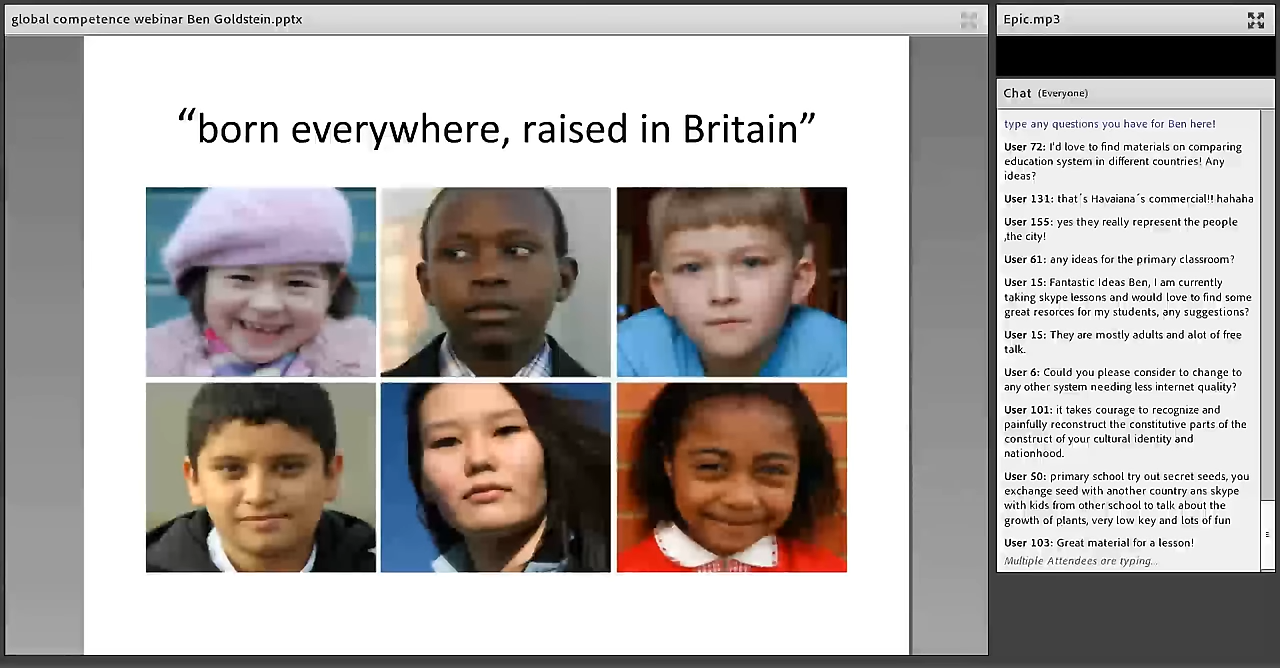 global competence webinar Ben Goldstein.pptx
“born everywhere, raised in Britain”
Epic.mp3
Chat (Everyone)
type any questions you have for Ben here!
User 72: I'd love to find materials on comparing
education system in different countries! Any
ideas?
User 131: that´s Havaiana´s commercial!! hahaha
User 155: yes they really represent the people
,the city!
User 61: any ideas for the primary classroom?
User 15: Fantastic Ideas Ben, I am currently
taking skype lessons and would love to find some
great resorces for my students, any suggestions?
User 15: They are mostly adults and alot of free
talk.
User 6: Could you please consider to change to
any other system needing less internet quality?
User 101: it takes courage to recognize and
painfully reconstruct the constitutive parts of the
construct of your cultural identity and
nationhood.
User 50: primary school try out secret seeds, you
exchange seed with another country ans skype
with kids from other school to talk about the
growth of plants, very low key and lots of fun
User 103: Great material for a lesson!
Multiple Attendees are typing...